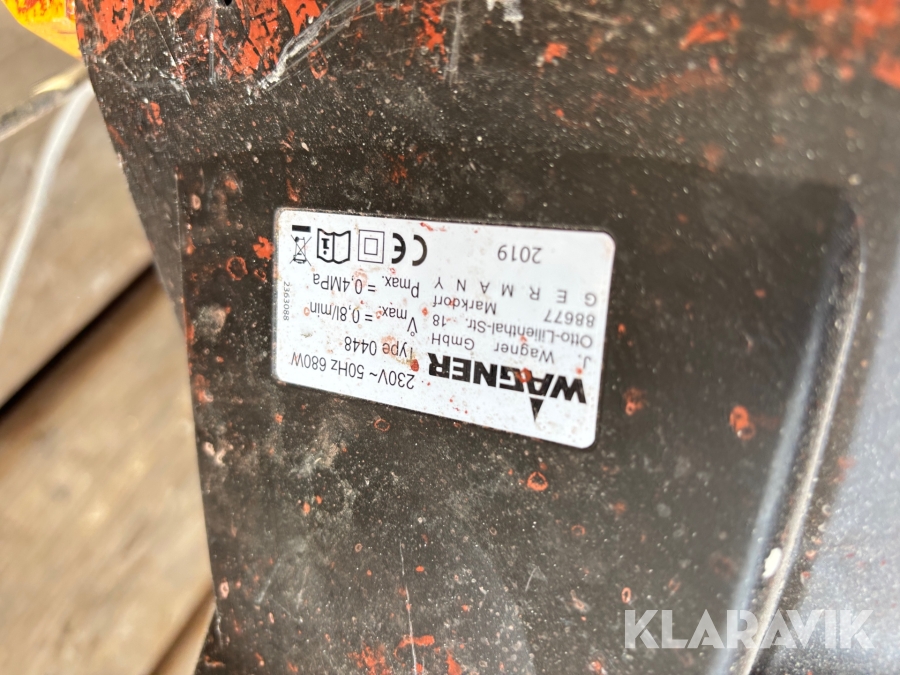 WAGNER
J. Wagner GmbH
Otto-Lilienthal-Str. 18
88677 Markdorf
GERMANY
2019
230V~ 50Hz 680W
Type 0448
V̊max. = 0,8l/min
Pmax. = 0,4MPa
CE
2363088
KLARAVIK